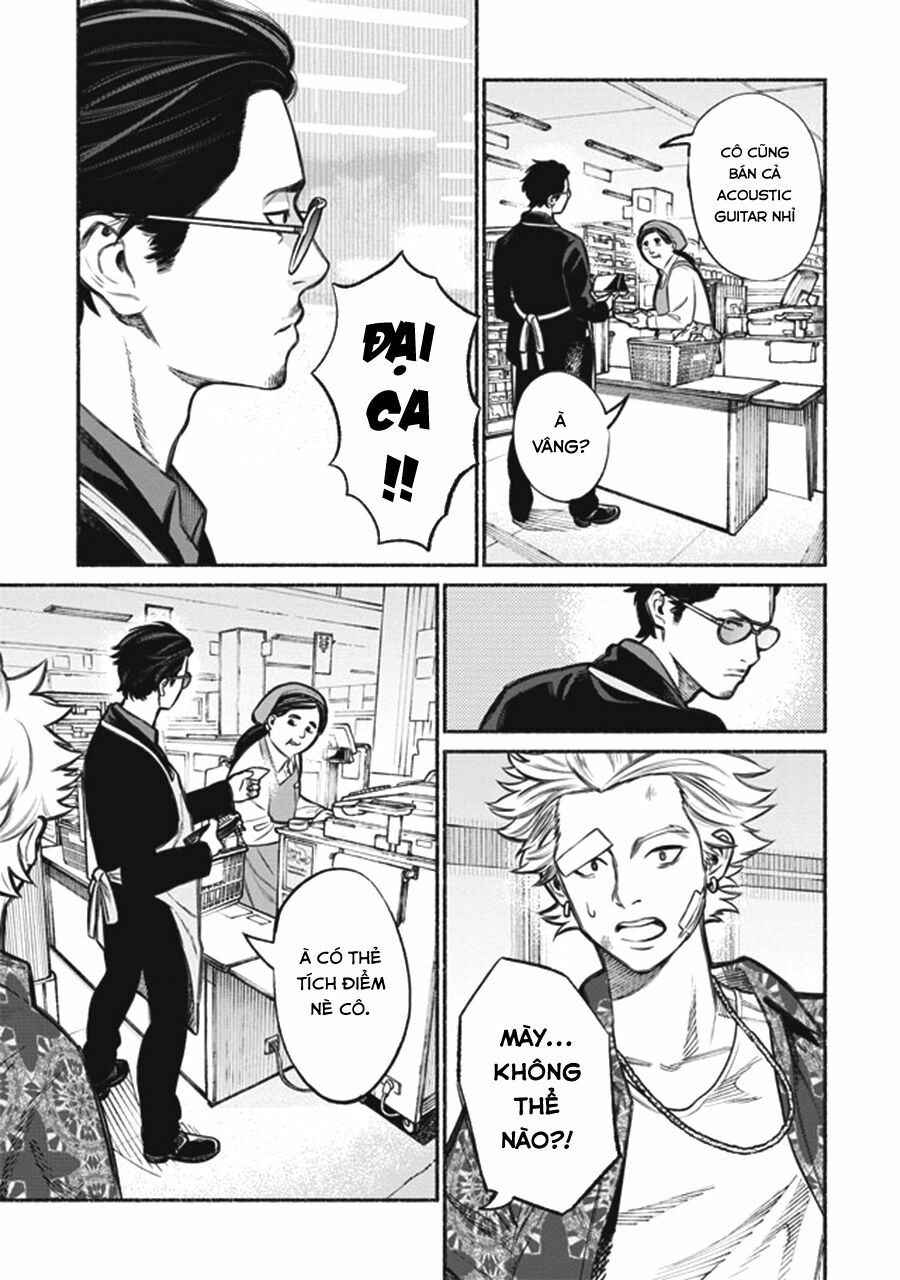 CÔ CŨNG
BÁN CẢ
ACOUSTIC
GUITAR NHỈ
À
VÂNG?
ĐẠI
CA
!!
MÀY...
KHÔNG
THỂ
NÀO?!
À CÓ THẺ
TÍCH ĐIỂM
NÈ CÔ.